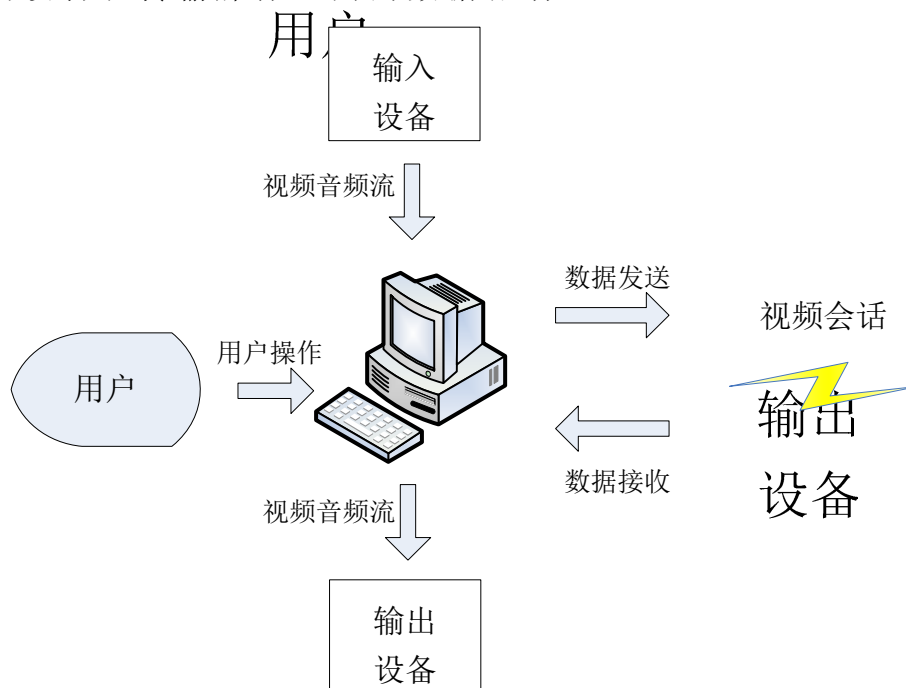 用户
输入
设备
视频音频流
数据发送
视频会话
用户操作
用户
输出
设备
数据接收
视频音频流
输出
设备